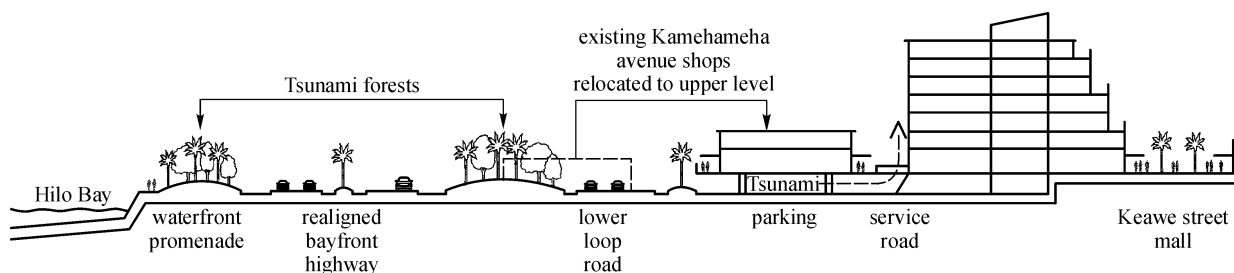 existing Kamehameha
avenue shops
relocated to upper level
Tsunami forests
Tsunami
Hilo Bay
waterfront
promenade
realigned
bayfront
highway
lower
loop
road
parking
service
road
Keawe street
mall